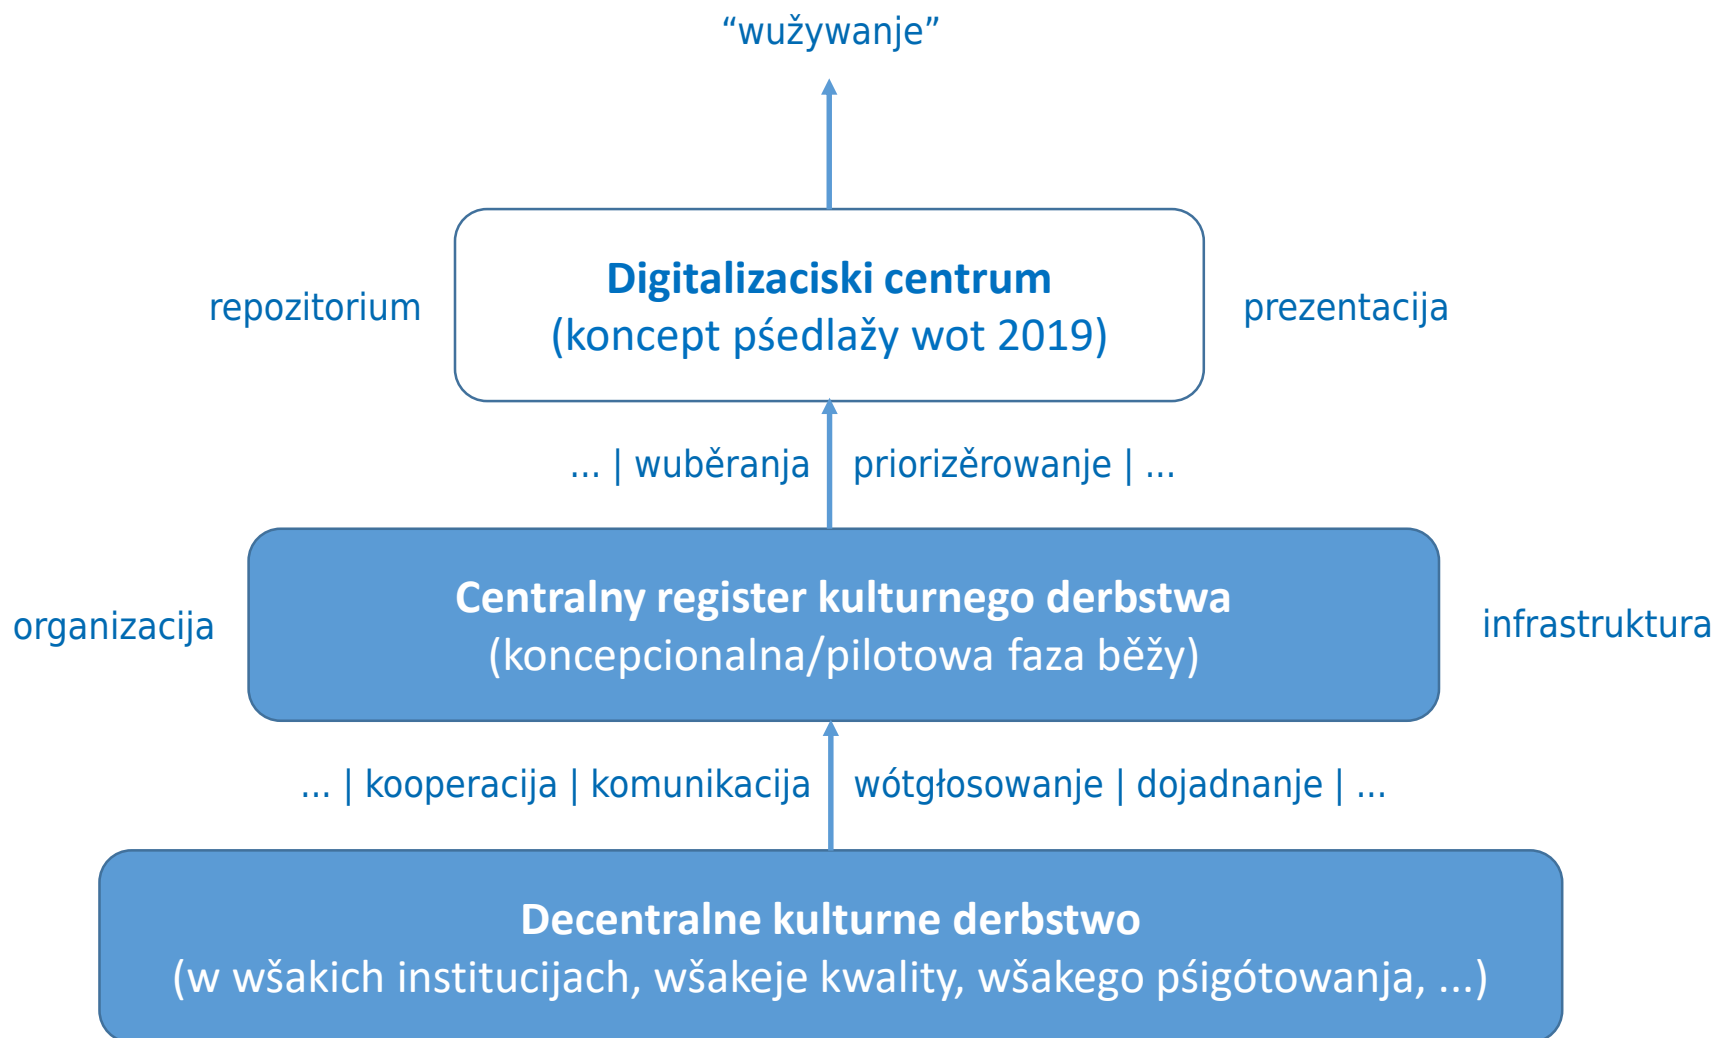 “wužywanje”
Digitalizaciski centrum
(koncept pśedlažy wot 2019)
repozitorium
prezentacija
... | wuběranja
priorizěrowanje | ...
Centralny register kulturnego derbstwa
(koncepcionalna/pilotowa faza běžy)
organizacija
infrastruktura
... | kooperacija | komunikacija
wótgłosowanje | dojadnanje | ...
Decentralne kulturne derbstwo
(w wšakich institucijach, wšakeje kwality, wšakego pśigótowanja, ...)